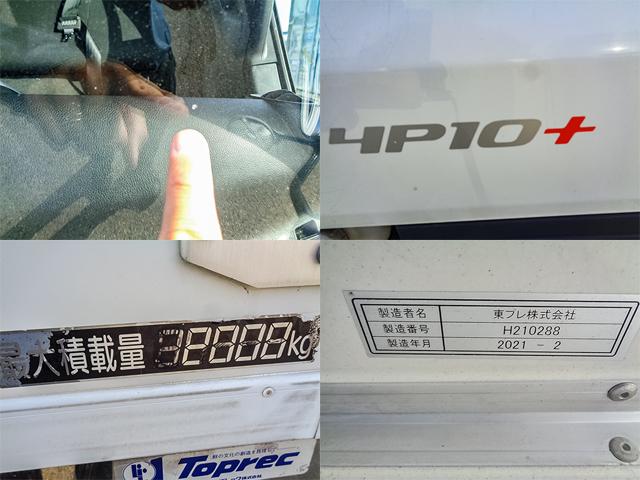 4P10+
最大積載量 2000kg
Toprec
製造者名 東プレ株式会社
製造番号 H210288
製造年月 2021 - 2